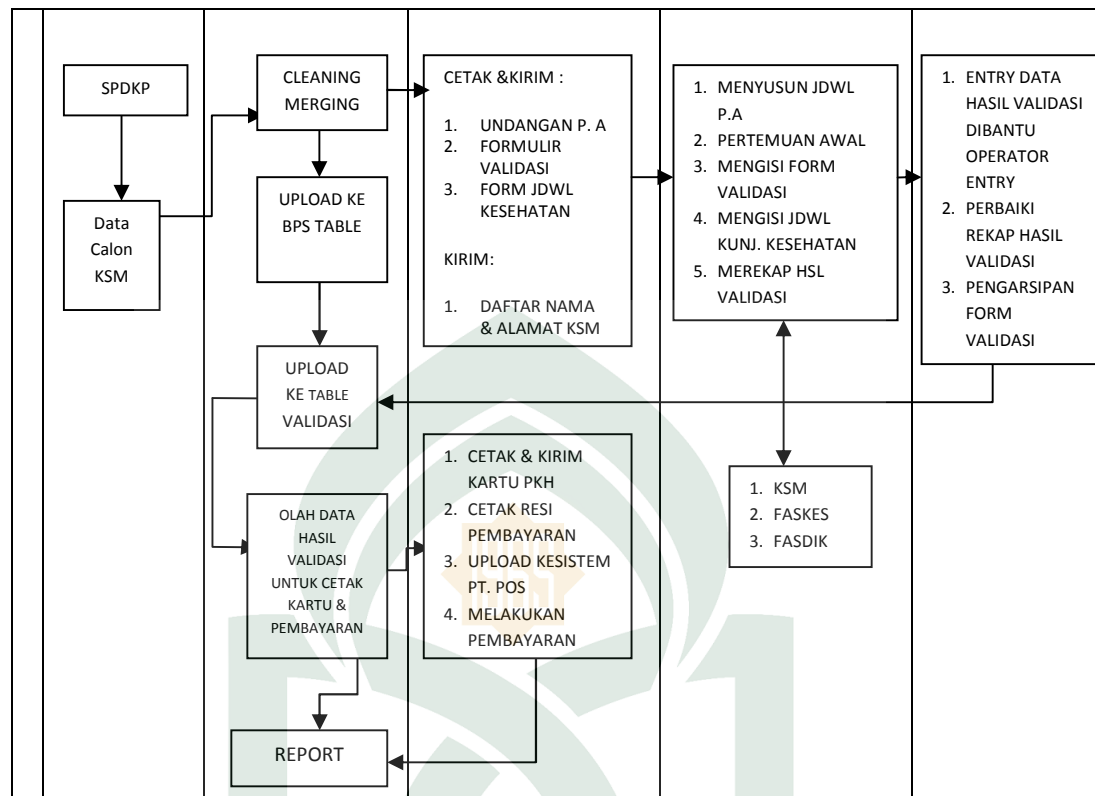 SPDKP
Data
Calon
KSM
CLEANING
MERGING
UPLOAD KE
BPS TABLE
UPLOAD
KE TABLE
VALIDASI
OLAH DATA
HASIL
VALIDASI
UNTUK CETAK
KARTU &
PEMBAYARAN
REPORT
CETAK &KIRIM :
1. UNDANGAN P. A
2. FORMULIR
VALIDASI
3. FORM JDWL
KESEHATAN
KIRIM:
1. DAFTAR NAMA
& ALAMAT KSM
1. CETAK & KIRIM
KARTU PKH
2. CETAK RESI
PEMBAYARAN
3. UPLOAD KESISTEM
PT. POS
4. MELAKUKAN
PEMBAYARAN
1. MENYUSUN JDWL
P.A
2. PERTEMUAN AWAL
3. MENGISI FORM
VALIDASI
4. MENGISI JDWL
KUNJ. KESEHATAN
5. MEREKAP HSL
VALIDASI
1. KSM
2. FASKES
3. FASDIK
1. ENTRY DATA
HASIL VALIDASI
DIBANTU
OPERATOR
ENTRY
2. PERBAIKI
REKAP HASIL
VALIDASI
3. PENGARSIPAN
FORM
VALIDASI